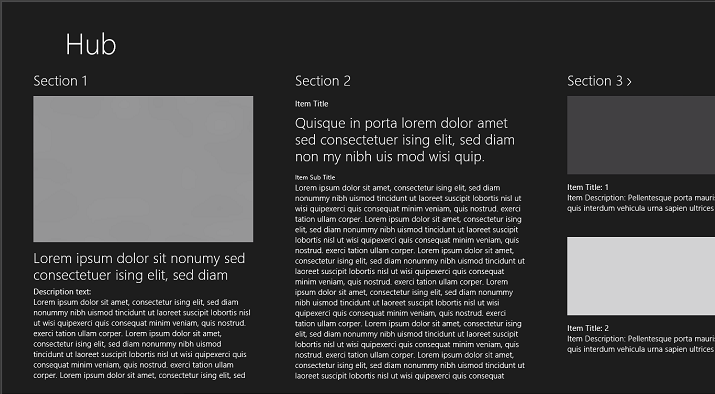 Hub
Section 1
Lorem ipsum dolor sit nonumy sed
consectetuer ising elit, sed diam
Description text:
Lorem ipsum dolor sit amet, consectetur ising elit, sed diam
nonummy nibh uismod tincidunt ut laoreet suscipit lobortis nisl
ut wisi quipexerci quis consequat minim veniam, quis nostrud.
exerci tation ullam corper. Lorem ipsum dolor sit amet,
consectetur ising elit, sed diam nonummy nibh uismod
tincidunt ut laoreet suscipit lobortis nisl ut wisi quipexerci quis
consequat minim veniam, quis nostrud. exerci tation ullam
corper. Lorem ipsum dolor sit amet, consectetur ising elit, sed
Section 2
Item Title
Quisque in porta lorem dolor amet
sed consectetuer ising elit, sed diam
non my nibh uis mod wisi quip.
Item Sub Title
Lorem ipsum dolor sit amet, consectetur ising elit, sed diam
nonummy nibh uismod tincidunt ut laoreet suscipit lobortis nisl ut
wisi quipexerci quis consequat minim veniam, quis nostrud. exerci
tation ullam corper. Lorem ipsum dolor sit amet, consectetur ising
elit, sed diam nonummy nibh uismod tincidunt ut laoreet suscipit
lobortis nisl ut wisi quipexerci quis consequat minim veniam, quis
nostrud. exerci tation ullam corper. Lorem ipsum dolor sit amet,
consectetur ising elit, sed diam nonummy nibh uismod tincidunt ut
laoreet suscipit lobortis nisl ut wisi quipexerci quis consequat
minim veniam, quis nostrud. exerci tation ullam corper. Lorem
ipsum dolor sit amet, consectetur ising elit, sed diam nonummy
nibh uismod tincidunt ut laoreet suscipit lobortis nisl ut wisi
quipexerci quis consequat minim veniam, quis nostrud. exerci
tation ullam corper. Lorem ipsum dolor sit amet, consectetur ising
elit, sed diam nonummy nibh uismod tincidunt ut laoreet suscipit
lobortis nisl ut wisi quipexerci quis consequat minim veniam, quis
nostrud. exerci tation ullam corper. Lorem ipsum dolor sit amet,
consectetur ising elit, sed diam nonummy nibh uismod tincidunt ut
laoreet suscipit lobortis nisl ut wisi quipexerci quis consequat
Section 3 >
Item Title: 1
Item Description: Pellentesque porta mauris
quis interdum vehicula urna sapien ultrices
Item Title: 2
Item Description: Pellentesque porta mauris
quis interdum vehicula urna sapien ultrices